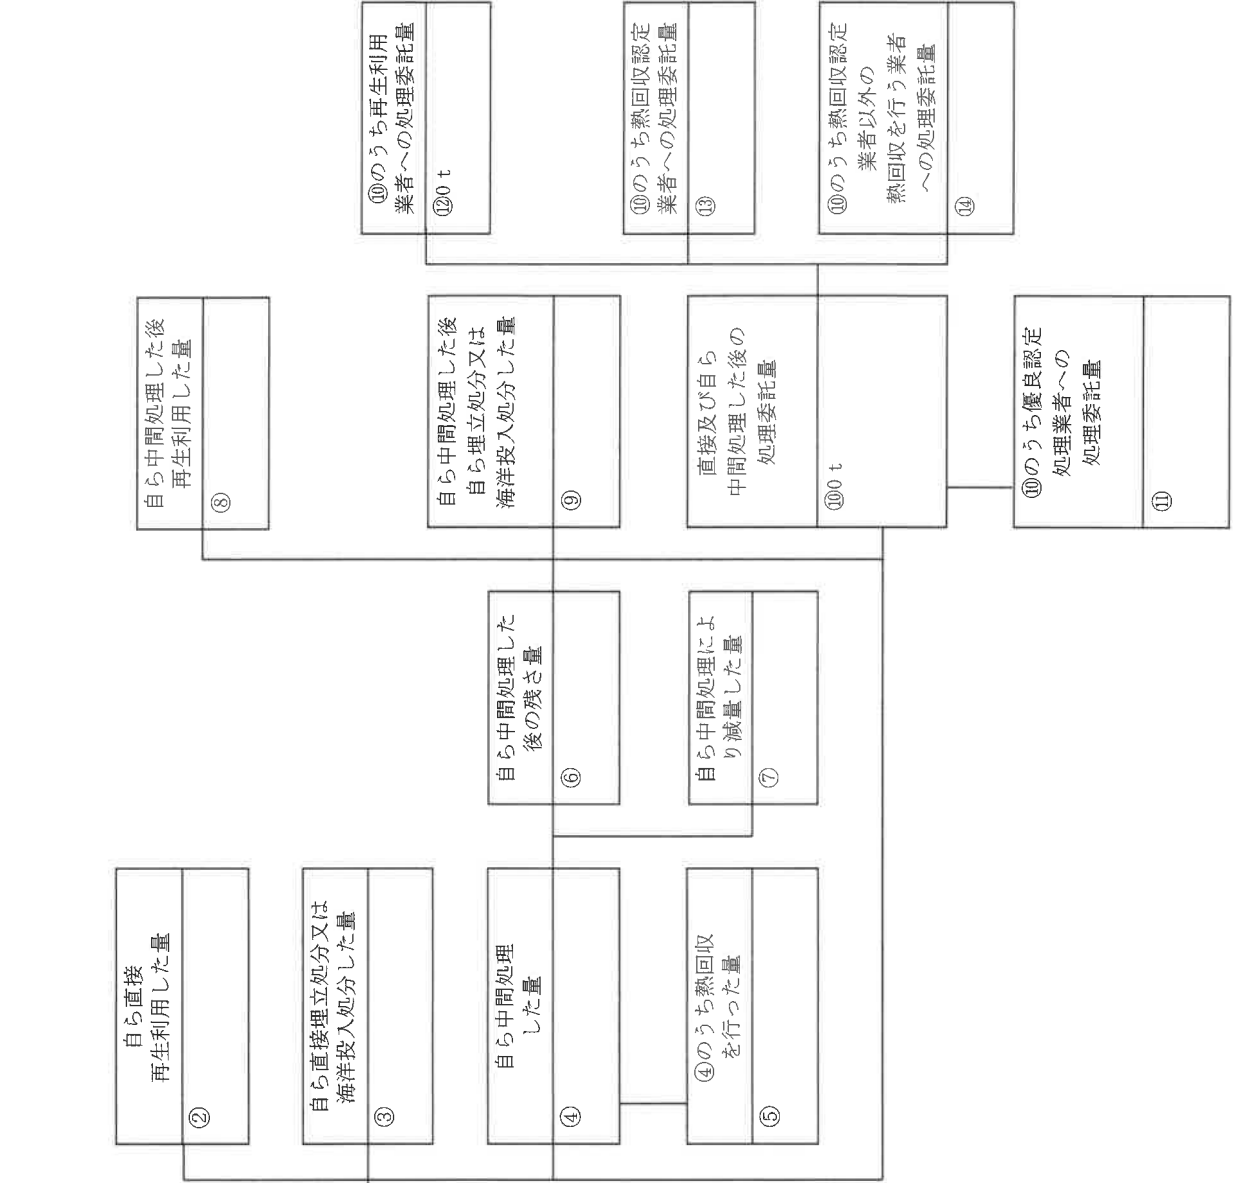 自ら直接
再生利用した量
②
自ら直接埋立処分又は
海洋投入処分した量
③
自ら中間処理
した量
④
④のうち熱回収
を行った量
⑤
自ら中間処理した
後の残さ量
⑥
自ら中間処理によ
り減量した量
⑦
自ら中間処理した後
再生利用した量
⑧
自ら中間処理した後
自ら埋立処分又は
海洋投入処分した量
⑨
直接及び自ら
中間処理した後の
処理委託量
⑩0 t
⑩のうち優良認定
処理業者への
処理委託量
⑪
⑩のうち再生利用
業者への処理委託量
⑫0 t
⑩のうち熱回収認定
業者への処理委託量
⑬
⑩のうち熱回収認定
業者以外の
熱回収を行う業者
への処理委託量
⑭